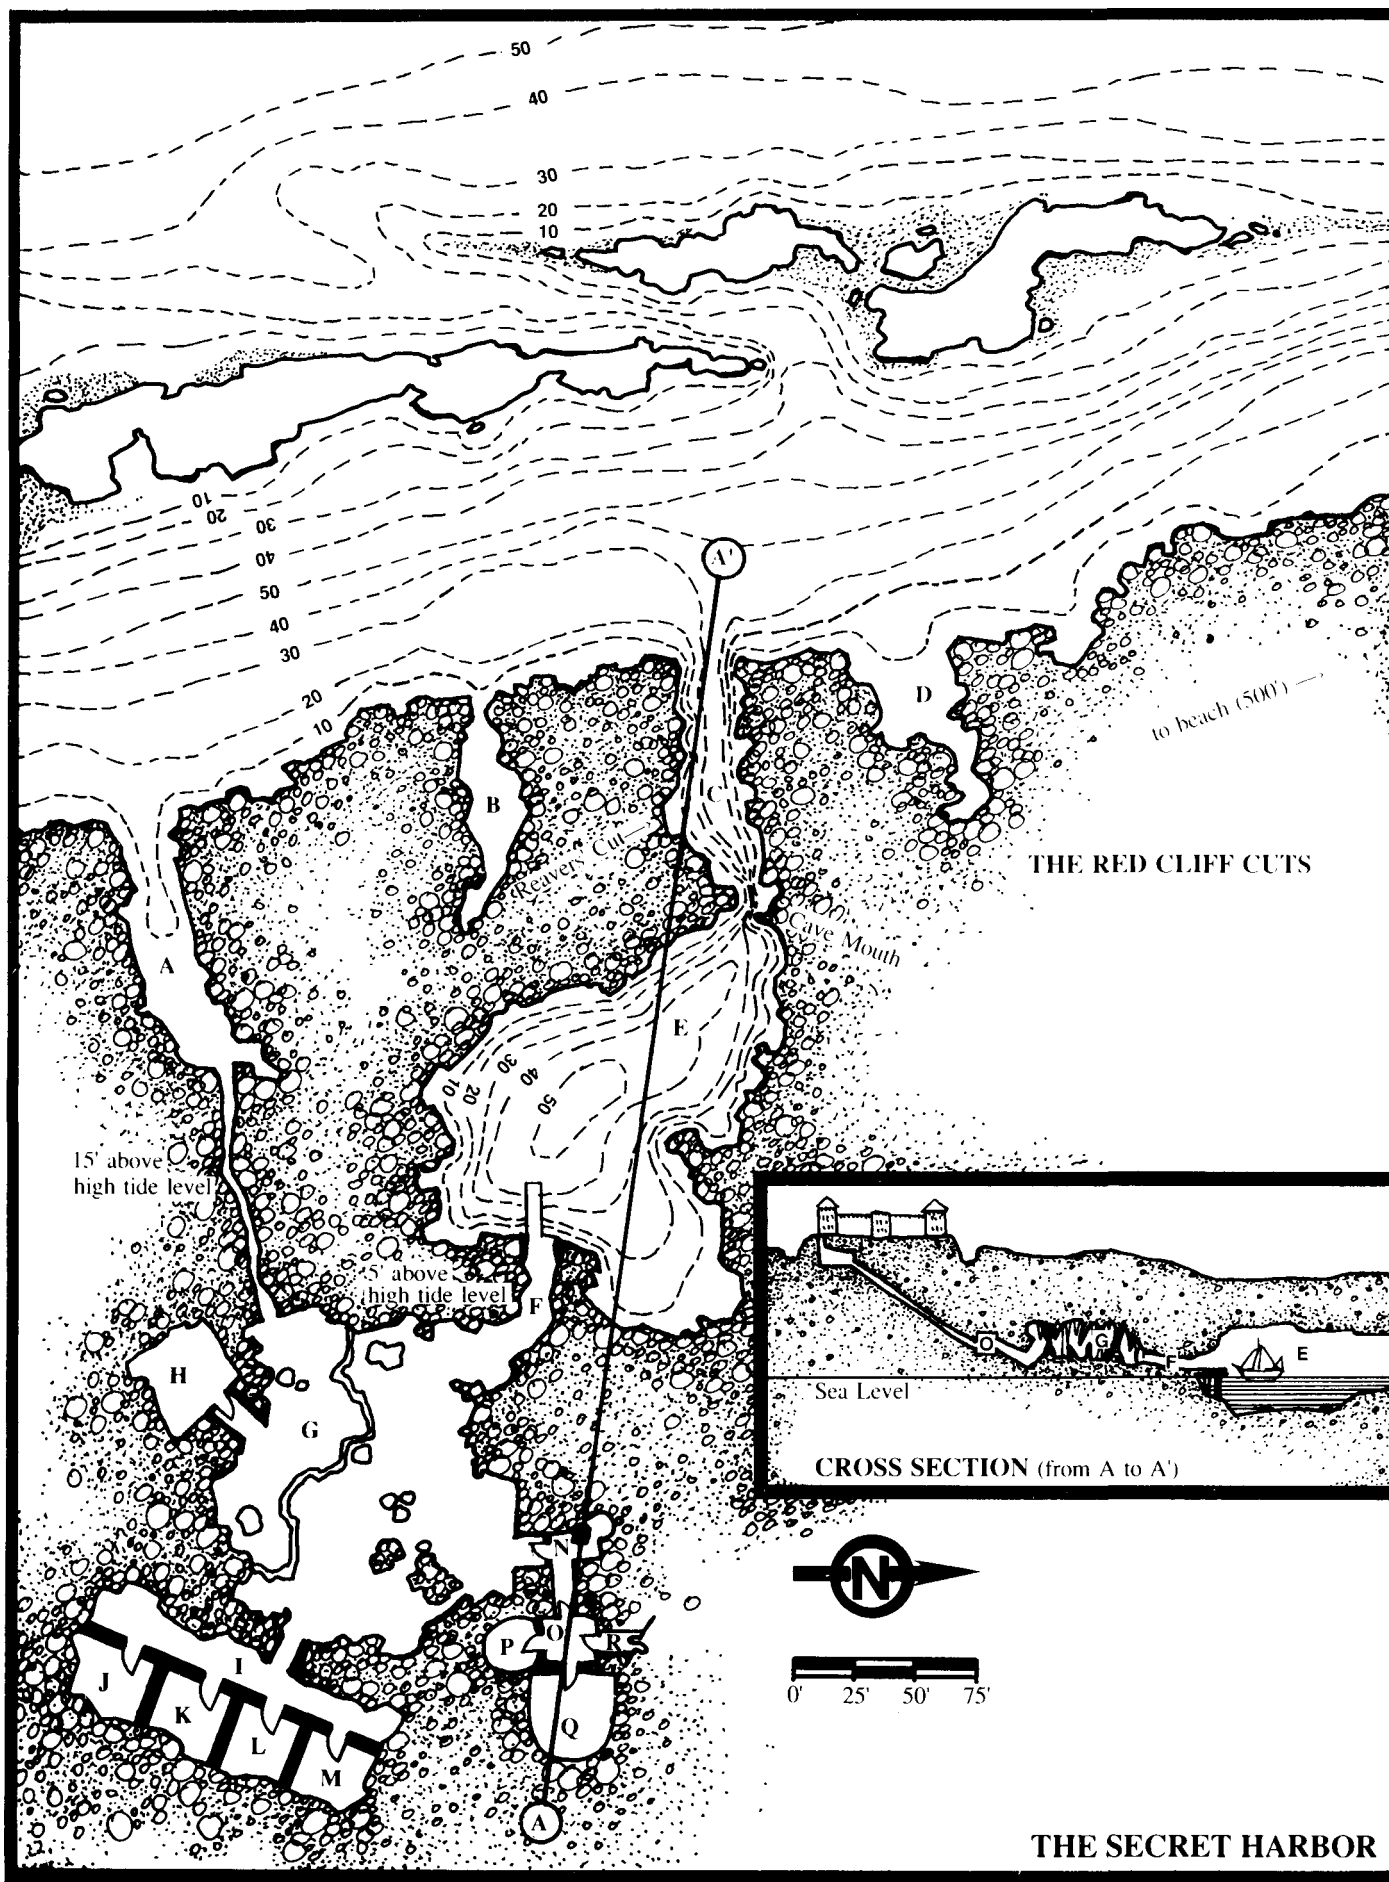 50
40
30
20
10
10
20
30
40
50
40
30
20
10
A'
D
to beach (500')
C
B
Reavers Cut
THE RED CLIFF CUTS
Cave Mouth
A
E
30
40
10
20
50
15' above
high tide level
5' above
high tide level
F
H
G
O
G
F
E
Sea Level
CROSS SECTION (from A to A')
N
N
O
P
R
I
J
K
L
M
Q
0' 25' 50' 75'
A
THE SECRET HARBOR